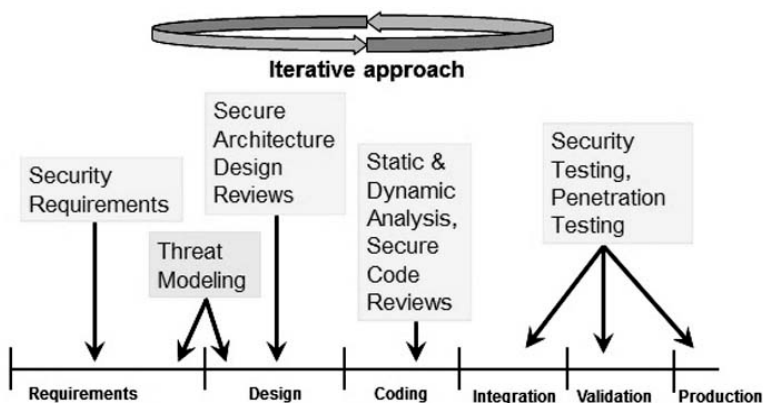 Iterative approach
Security
Requirements
Threat
Modeling
Secure
Architecture
Design
Reviews
Static &
Dynamic
Analysis,
Secure
Code
Reviews
Security
Testing,
Penetration
Testing
Requirements
Design
Coding
Integration
Validation
Production